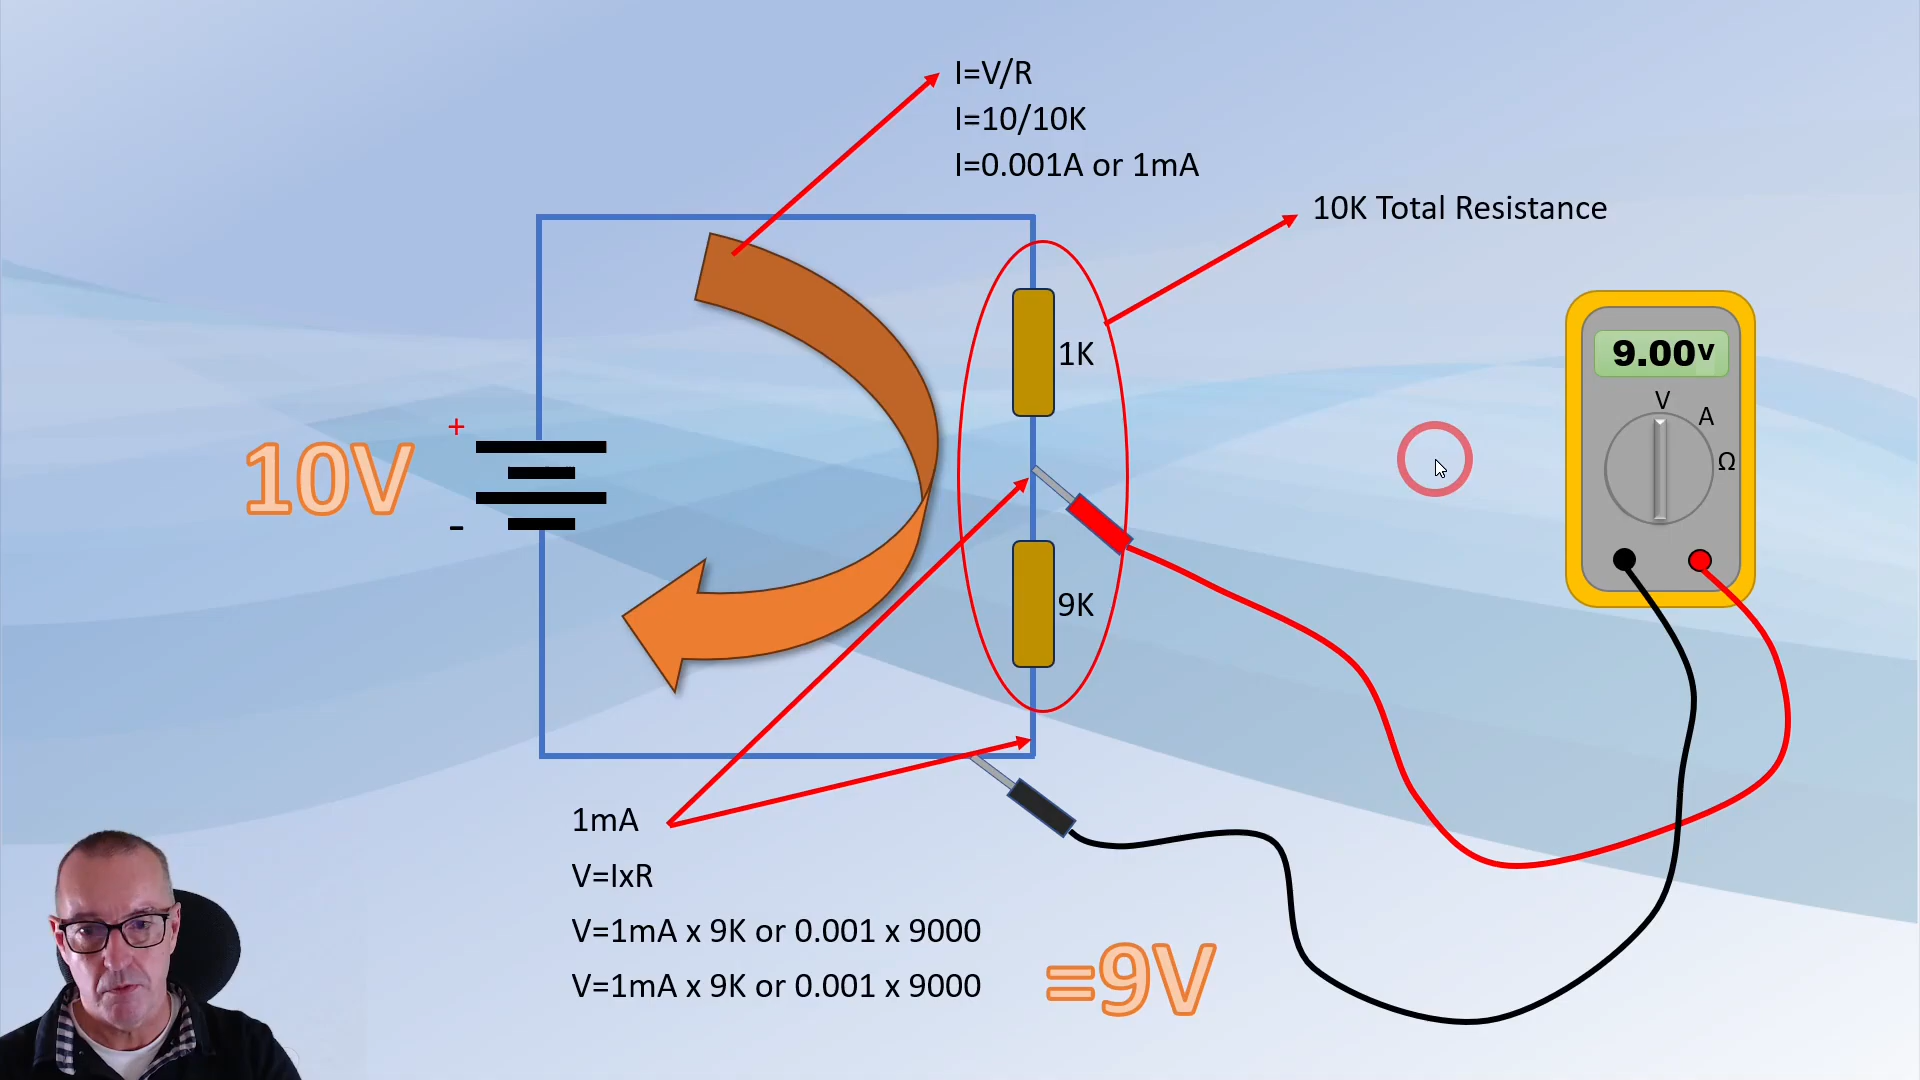 I=V/R
I=10/10K
I=0.001A or 1mA
10K Total Resistance
1K
9.00v
V
A
Ω
+
10V
-
9K
1mA
V=IxR
V=1mA x 9K or 0.001 x 9000
V=1mA x 9K or 0.001 x 9000
=9V